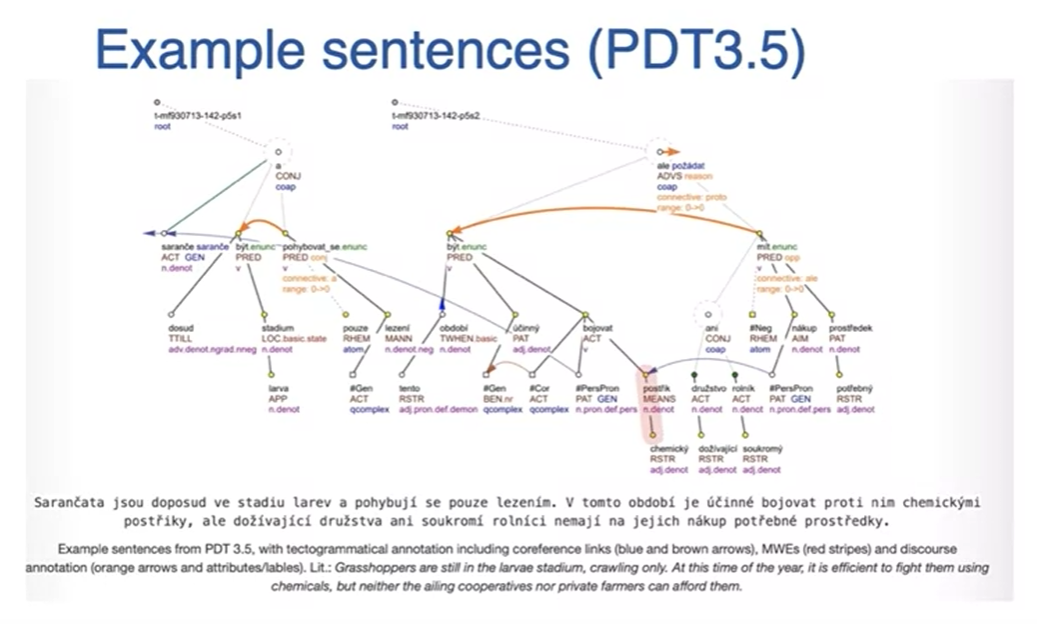 Example sentences (PDT3.5)
t-mf930713-142-p5s1
root
t-mf930713-142-p5s2
root
a
CONJ
coap
ale požádat
ADVS reason
coap
connective: proto
range: 0->0
saranče saranče
ACT GEN
n.denot
být.enunc
PRED
v
pohybovat_se.enunc
PRED conj
v
connective: a
range: 0->0
být.enunc
PRED
v
mít.enunc
PRED opp
v
connective: ale
range: 0->0
dosud
TTILL
adv.denot.ngrad.nneg
stadium
LOC.basic.state
n.denot
pouze
RHEM
atom
lezení
MANN
n.denot.neg
období
TWHEN.basic
n.denot
účinný
PAT
adj.denot
bojovat
ACT
v
ani
CONJ
coap
#Neg
RHEM
atom
nákup
AIM
n.denot
prostředek
PAT
n.denot
larva
APP
n.denot
#Gen
ACT
qcomplex
tento
RSTR
adj.pron.def.demon
#Gen
BEN.nr
qcomplex
#Cor
ACT
qcomplex
#PersPron
PAT GEN
n.pron.def.pers
postřik
MEANS
n.denot
družstvo
ACT
n.denot
rolník
ACT
n.denot
#PersPron
PAT GEN
n.pron.def.pers
potřebný
RSTR
adj.denot
chemický
RSTR
adj.denot
dožívající
RSTR
adj.denot
soukromý
RSTR
adj.denot
Sarančata jsou doposud ve stadiu larev a pohybují se pouze lezením. V tomto období je účinné bojovat proti nim chemickými
postřiky, ale dožívající družstva ani soukromí rolníci nemají na jejich nákup potřebné prostředky.
Example sentences from PDT 3.5, with tectogrammatical annotation including coreference links (blue and brown arrows), MWEs (red stripes) and discourse
annotation (orange arrows and attributes/lables). Lit.: Grasshoppers are still in the larvae stadium, crawling only. At this time of the year, it is efficient to fight them using
chemicals, but neither the ailing cooperatives nor private farmers can afford them.